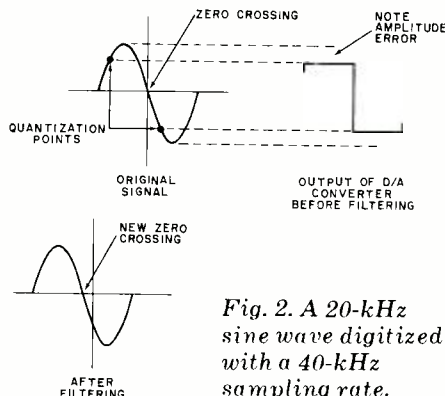 ZERO CROSSING
NOTE
AMPLITUDE
ERROR
QUANTIZATION
POINTS
ORIGINAL
SIGNAL
OUTPUT OF D/A
CONVERTER
BEFORE FILTERING
NEW ZERO
CROSSING
AFTER
FILTERING
Fig. 2. A 20-kHz
sine wave digitized
with a 40-kHz
sampling rate.